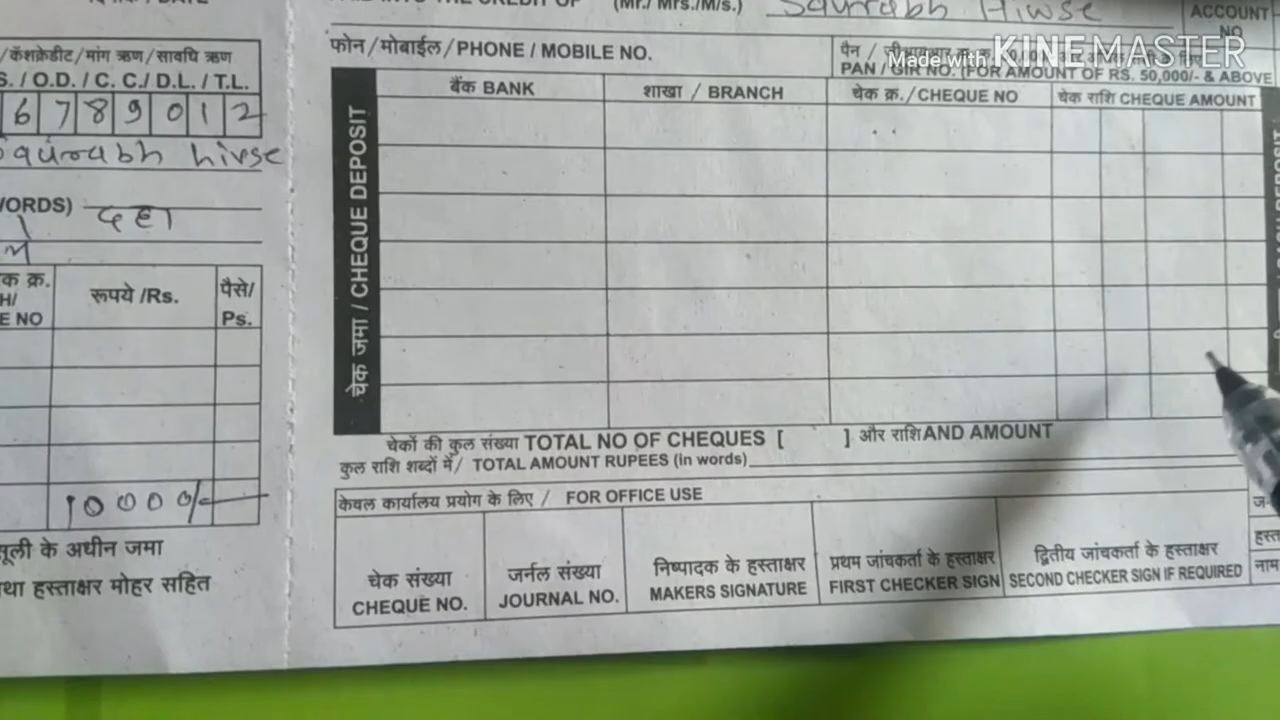 (Mr./ Mrs./M/s.) Saurabh Hiwse
ACCOUNT
NO
/कॅशक्रेडीट/मांग ऋण/सावधि ऋण
S./O.D./C. C./D.L./T.L.
6 7 8 9 0 1 2
Saurabh hirse
WORDS) दहा
क क्र. रूपये /Rs. पैसे/
H/
E NO Ps.
10000/-
सूली के अधीन जमा
था हस्ताक्षर मोहर सहित
फोन/मोबाईल/PHONE / MOBILE NO.
पैन /
PAN / GIR NO. (FOR AMOUNT OF RS. 50,000/- & ABOVE
Made with KINEMASTER
चेक जमा / CHEQUE DEPOSIT
बैंक BANK शाखा / BRANCH चेक क्र./CHEQUE NO चेक राशि CHEQUE AMOUNT
चेकों की कुल संख्या TOTAL NO OF CHEQUES [ ] और राशि AND AMOUNT
कुल राशि शब्दों में/ TOTAL AMOUNT RUPEES (in words)
केवल कार्यालय प्रयोग के लिए / FOR OFFICE USE
चेक संख्या जर्नल संख्या निष्पादक के हस्ताक्षर प्रथम जांचकर्ता के हस्ताक्षर द्वितीय जांचकर्ता के हस्ताक्षर
CHEQUE NO. JOURNAL NO. MAKERS SIGNATURE FIRST CHECKER SIGN SECOND CHECKER SIGN IF REQUIRED
हस्त
नाम